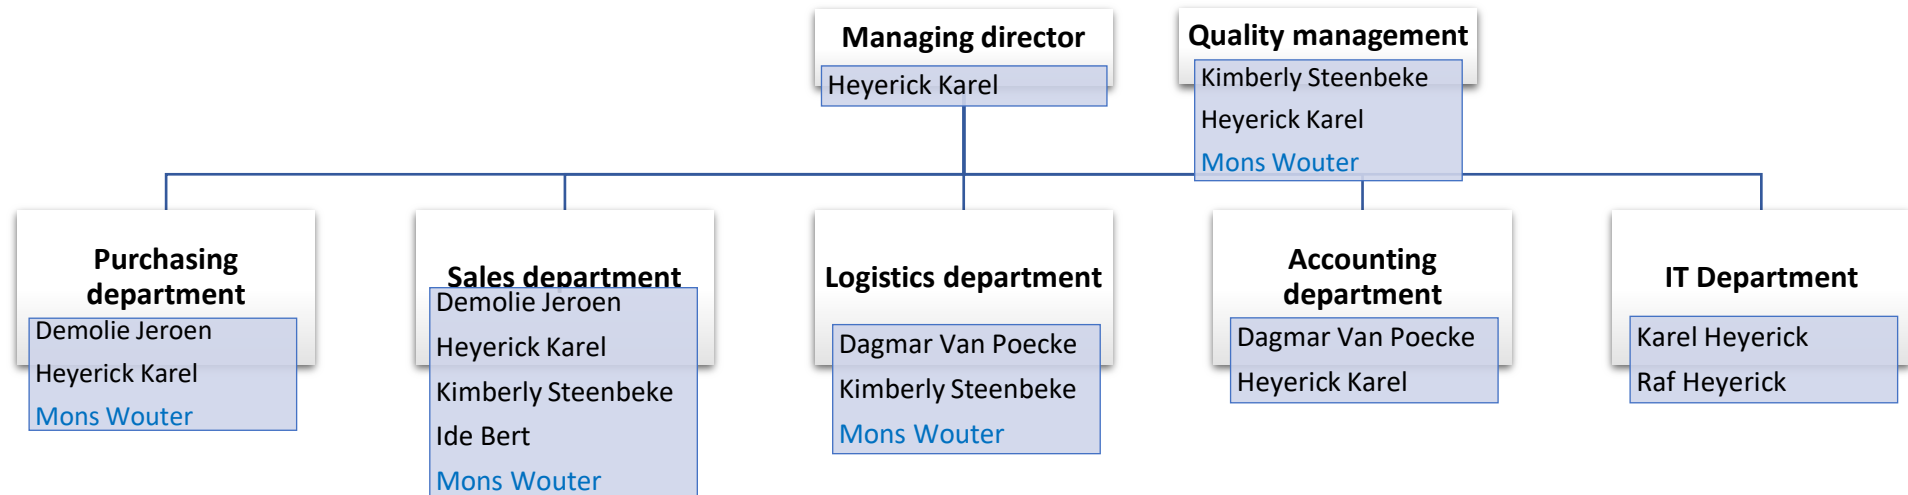 Managing director
Heyerick Karel
Quality management
Kimberly Steenbeke
Heyerick Karel
Mons Wouter
Purchasing
department
Demolie Jeroen
Heyerick Karel
Mons Wouter
Sales department
Demolie Jeroen
Heyerick Karel
Kimberly Steenbeke
Ide Bert
Mons Wouter
Logistics department
Dagmar Van Poecke
Kimberly Steenbeke
Mons Wouter
Accounting
department
Dagmar Van Poecke
Heyerick Karel
IT Department
Karel Heyerick
Raf Heyerick